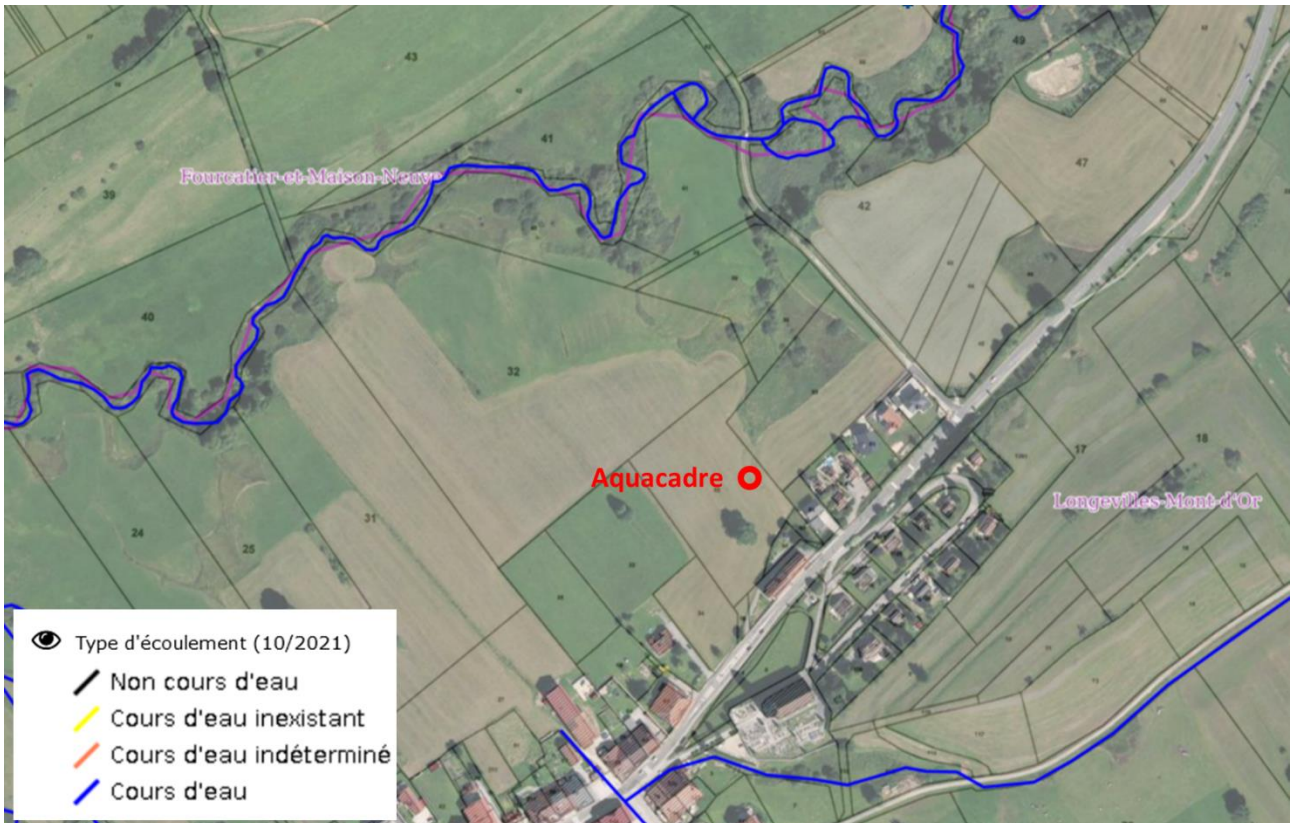 43
49
41
47
Fourcatier-et-Maison-Neuve
39
42
40
32
17
18
Aquacadre
Longevilles-Mont-d'Or
31
24
25
Type d'écoulement (10/2021)
Non cours d'eau
Cours d'eau inexistant
Cours d'eau indéterminé
Cours d'eau